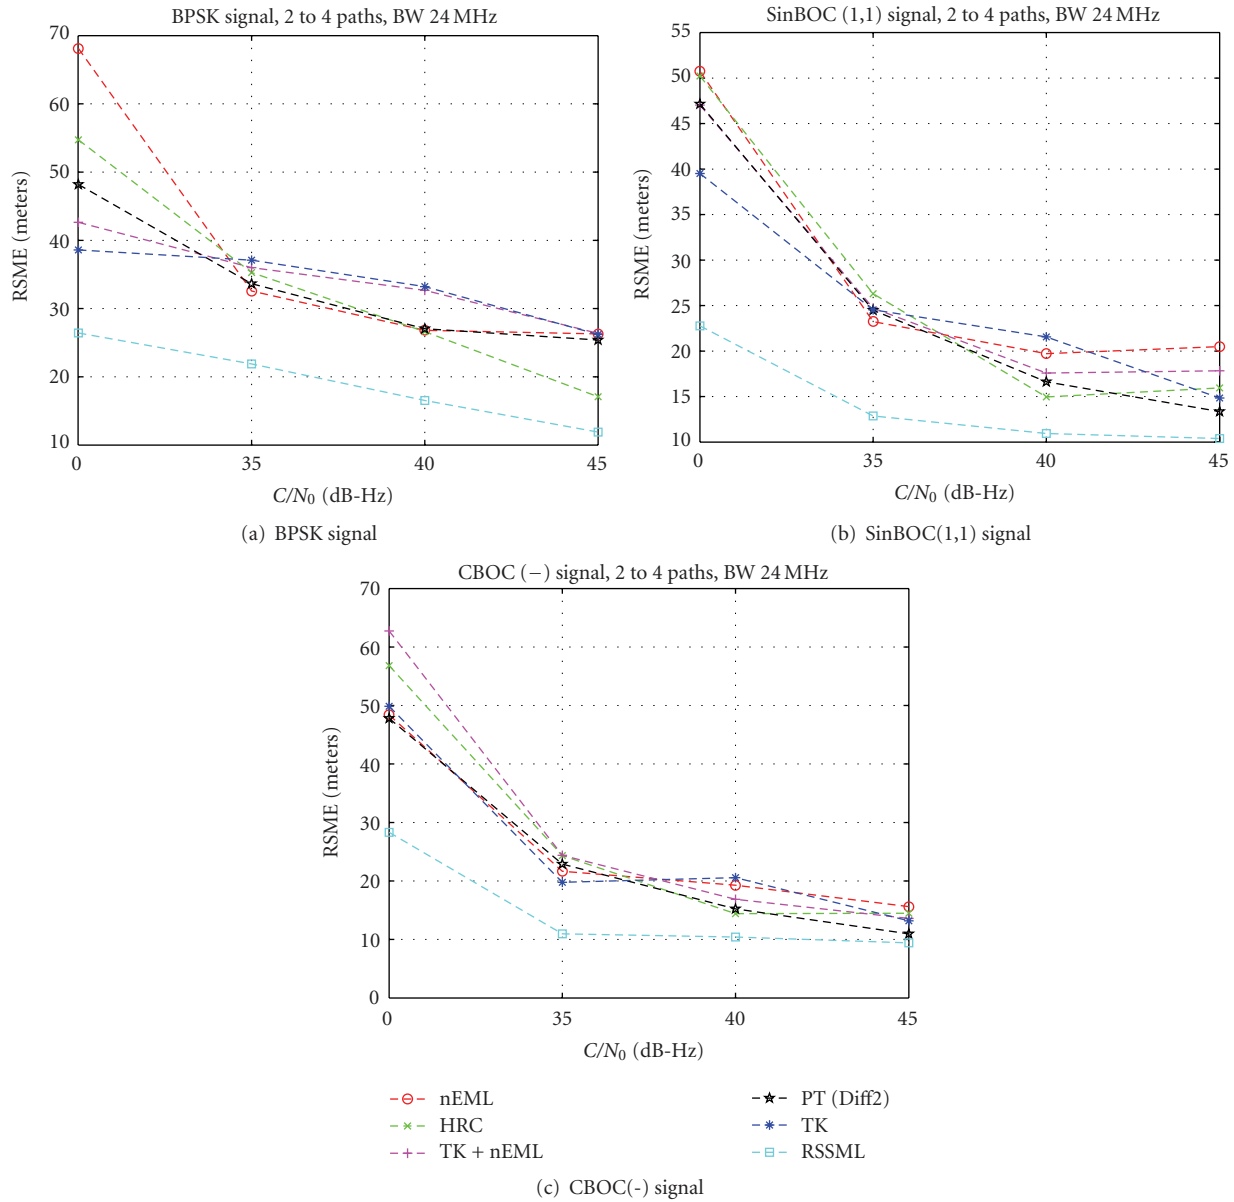 BPSK signal, 2 to 4 paths, BW 24 MHz
70
60
50
40
30
20
10
RSME (meters)
0 35 40 45
C/N0 (dB-Hz)
(a) BPSK signal
SinBOC (1,1) signal, 2 to 4 paths, BW 24 MHz
55
50
45
40
35
30
25
20
15
10
RSME (meters)
0 35 40 45
C/N0 (dB-Hz)
(b) SinBOC(1,1) signal
CBOC (−) signal, 2 to 4 paths, BW 24 MHz
70
60
50
40
30
20
10
0
RSME (meters)
0 35 40 45
C/N0 (dB-Hz)
nEML
HRC
TK + nEML
PT (Diff2)
TK
RSSML
(c) CBOC(-) signal